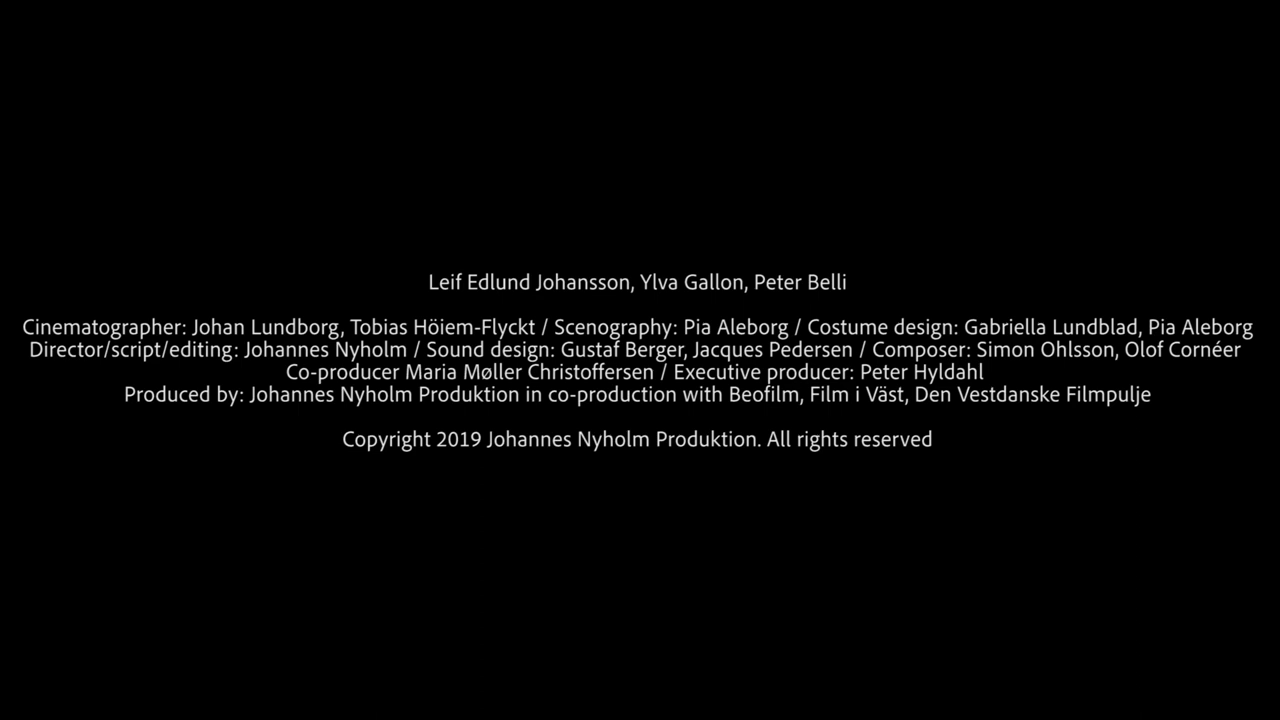 Leif Edlund Johansson, Ylva Gallon, Peter Belli
Cinematographer: Johan Lundborg, Tobias Höiem-Flyckt / Scenography: Pia Aleborg / Costume design: Gabriella Lundblad, Pia Aleborg
Director/script/editing: Johannes Nyholm / Sound design: Gustaf Berger, Jacques Pedersen / Composer: Simon Ohlsson, Olof Cornéer
Co-producer Maria Møller Christoffersen / Executive producer: Peter Hyldahl
Produced by: Johannes Nyholm Produktion in co-production with Beofilm, Film i Väst, Den Vestdanske Filmpulje
Copyright 2019 Johannes Nyholm Produktion. All rights reserved